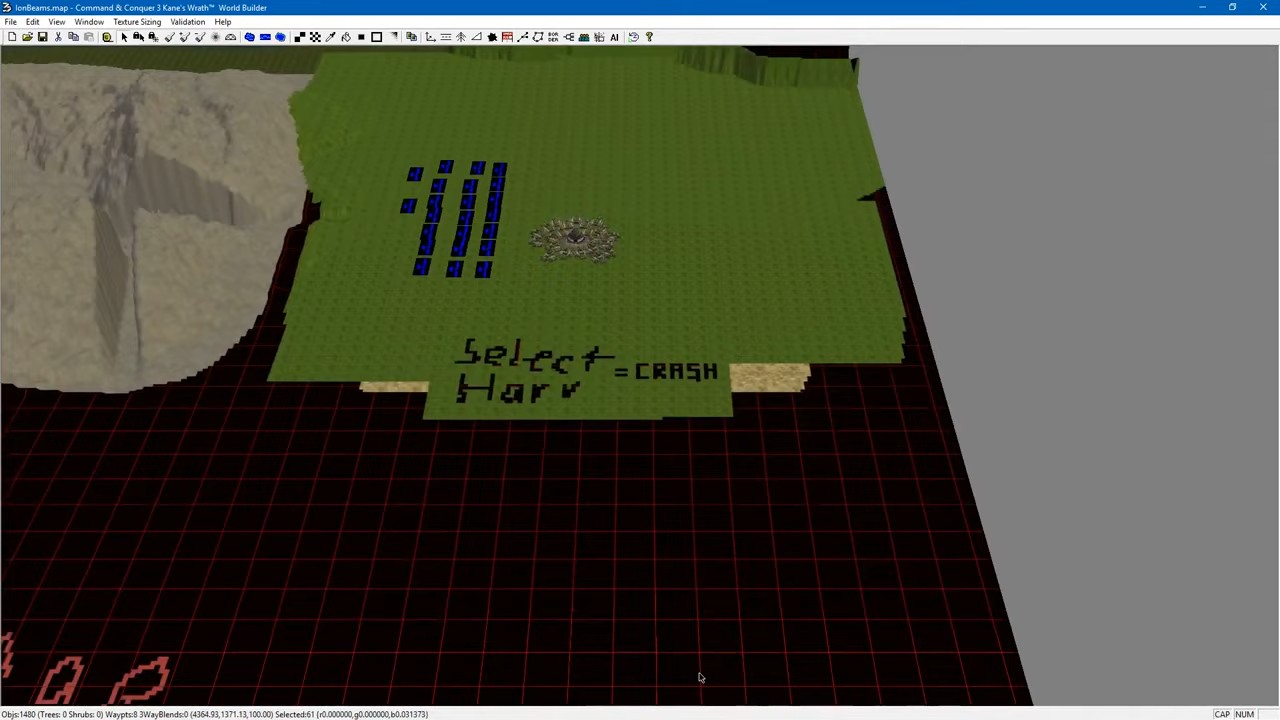 IonBeams.map - Command & Conquer 3 Kane's Wrath™ World Builder
File Edit View Window Texture Sizing Validation Help
AI
Select
Harv = CRASH
Objs:1480 (Trees: 0 Shrubs: 0) Waypts:8 3WayBlends:0 (4364.93,1371.13,100.00) Selected:61 (r0.000000,g0.000000,b0.031373)
CAP NUM